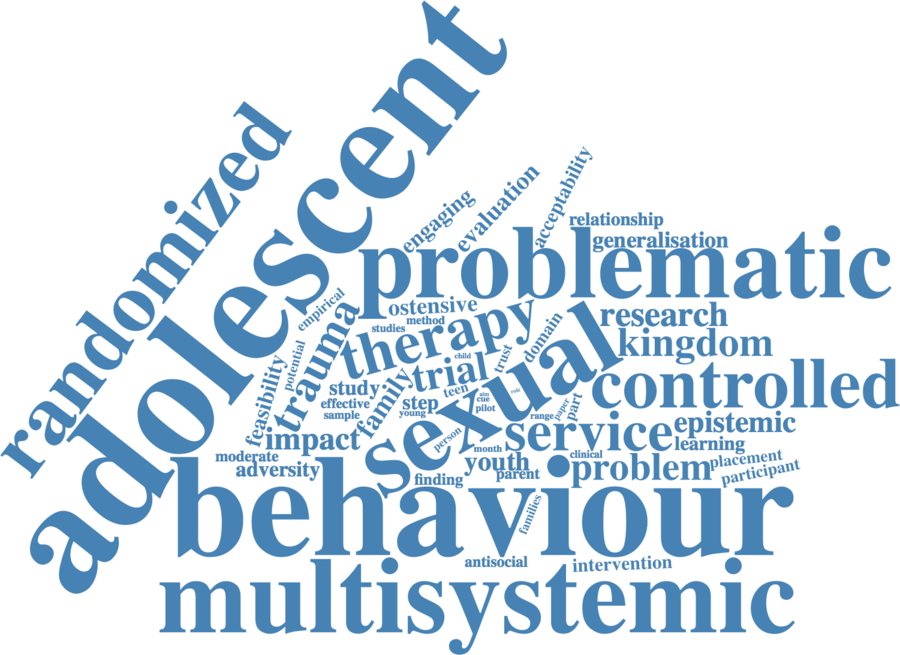 adolescent
randomized
engaging
evaluation
acceptability
relationship
generalisation
problematic
empirical
ostensive
method
studies
therapy
domain
research
kingdom
potential
trauma
child
trust
trial
feasibility
family
study
teen
aim
cue
pilot
role
controlled
effective
sample
step
young
sexual
range
paper
part
impact
person
service
epistemic
learning
moderate
adversity
month
clinical
youth
parent
problem
placement
participant
finding
behaviour
families
antisocial
intervention
multisystemic